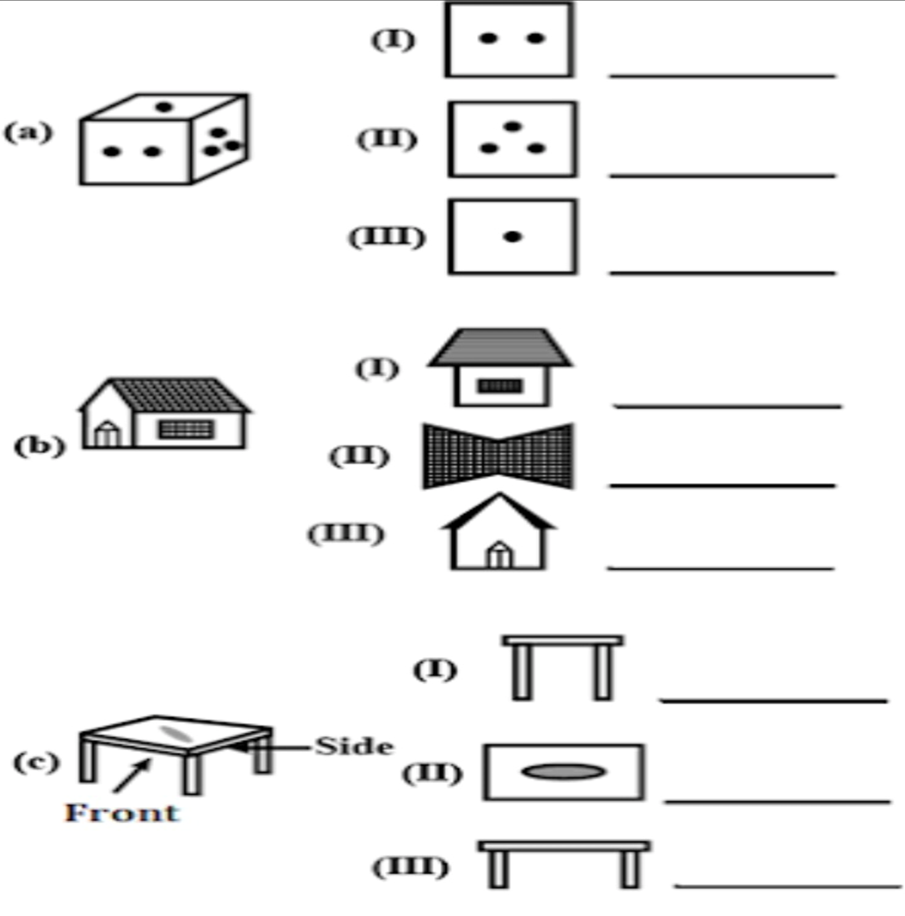 (a)
(I)
(II)
(III)
(b)
(I)
(II)
(III)
(c)
Side
Front
(I)
(II)
(III)